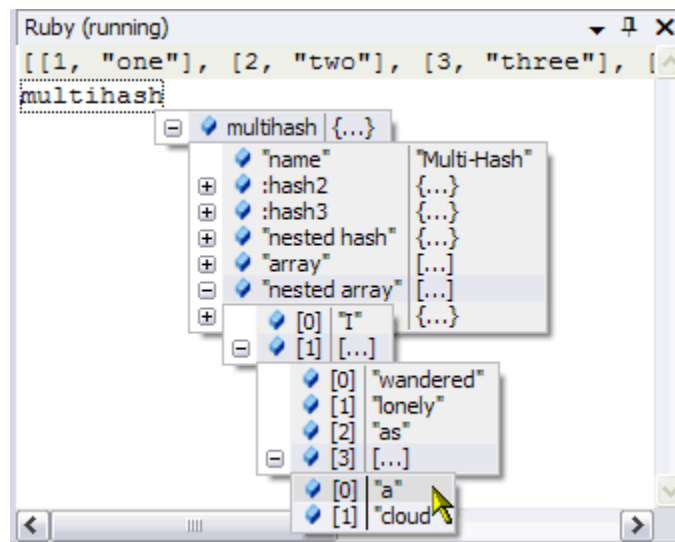 Ruby (running)
[[1, "one"], [2, "two"], [3, "three"], [
multihash
multihash {...}
"name" "Multi-Hash"
:hash2 {...}
:hash3 {...}
"nested hash" {...}
"array" [...]
"nested array" [...]
{...}
[0] "I"
[1] [...]
[0] "wandered"
[1] "lonely"
[2] "as"
[3] [...]
[0] "a"
[1] "cloud"